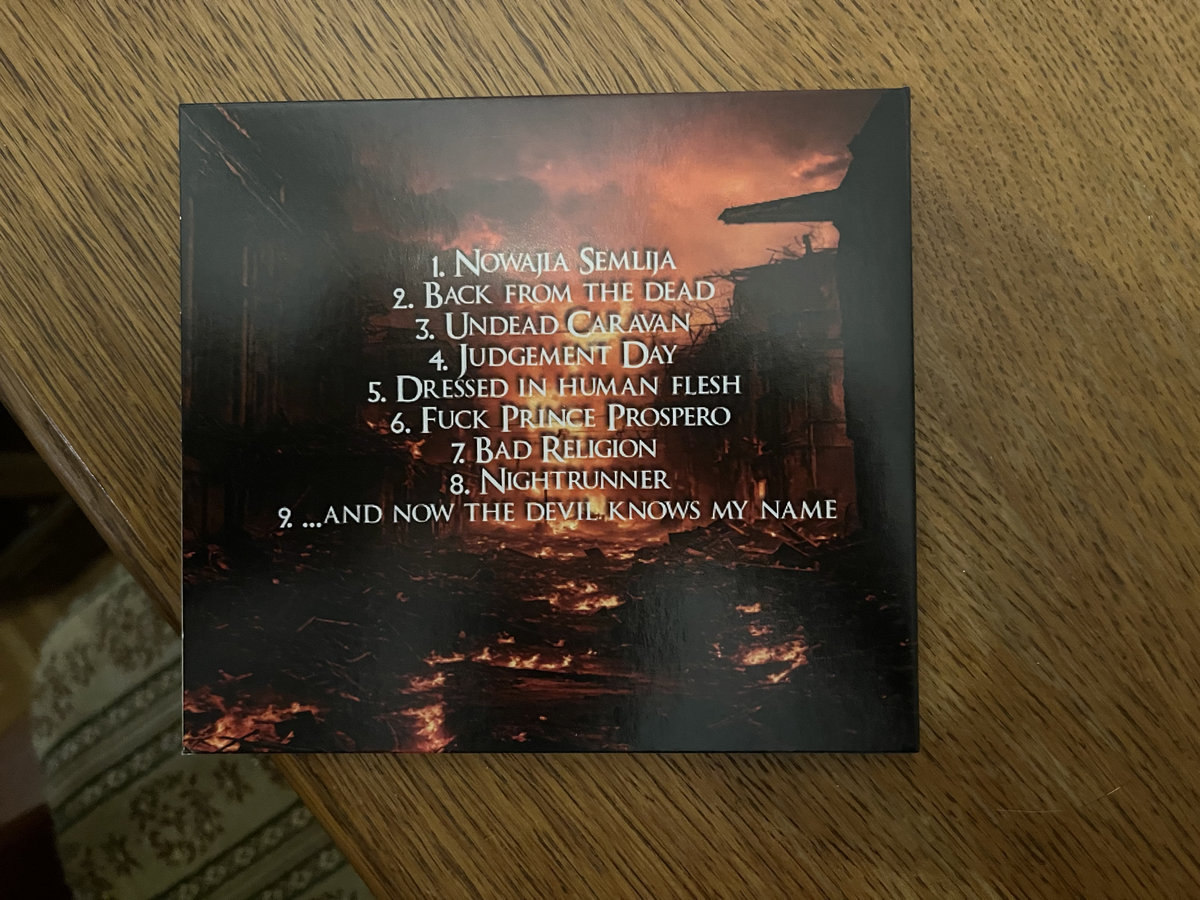 1. Nowajia Semlija
2. Back from the dead
3. Undead Caravan
4. Judgement Day
5. Dressed in human flesh
6. Fuck Prince Prospero
7. Bad Religion
8. Nightrunner
9. ...and now the devil knows my name